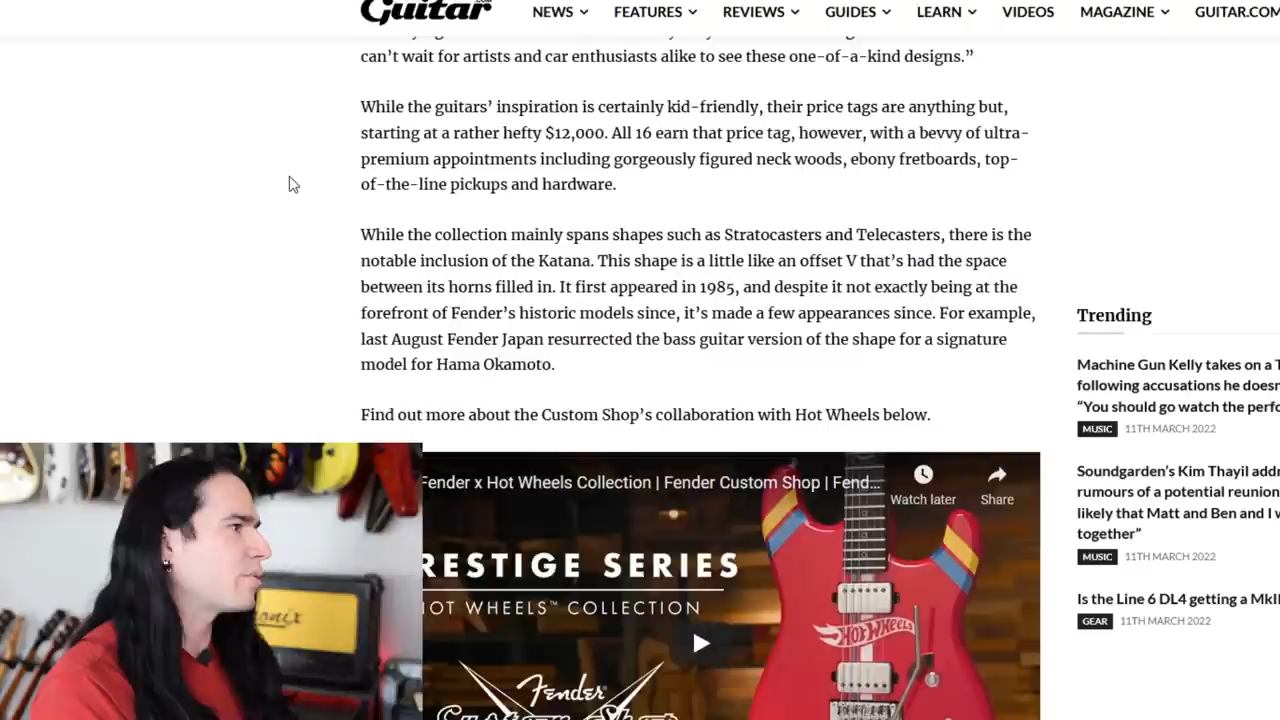 Guitar
NEWS
FEATURES
REVIEWS
GUIDES
LEARN
VIDEOS
MAGAZINE
GUITAR.COM
can’t wait for artists and car enthusiasts alike to see these one-of-a-kind designs.”
While the guitars’ inspiration is certainly kid-friendly, their price tags are anything but,
starting at a rather hefty $12,000. All 16 earn that price tag, however, with a bevvy of ultra-
premium appointments including gorgeously figured neck woods, ebony fretboards, top-
of-the-line pickups and hardware.
While the collection mainly spans shapes such as Stratocasters and Telecasters, there is the
notable inclusion of the Katana. This shape is a little like an offset V that’s had the space
between its horns filled in. It first appeared in 1985, and despite it not exactly being at the
forefront of Fender’s historic models since, it’s made a few appearances since. For example,
last August Fender Japan resurrected the bass guitar version of the shape for a signature
model for Hama Okamoto.
Find out more about the Custom Shop’s collaboration with Hot Wheels below.
Trending
Machine Gun Kelly takes on a T
following accusations he doesn
“You should go watch the perfo
MUSIC 11TH MARCH 2022
Soundgarden’s Kim Thayil addr
rumours of a potential reunion
likely that Matt and Ben and I w
together”
MUSIC 11TH MARCH 2022
Is the Line 6 DL4 getting a MkII
GEAR 11TH MARCH 2022
Fender x Hot Wheels Collection | Fender Custom Shop | Fend...
Watch later
Share
RESTIGE SERIES
HOT WHEELS™ COLLECTION
HOT WHEELS
Fender
Custom Shop